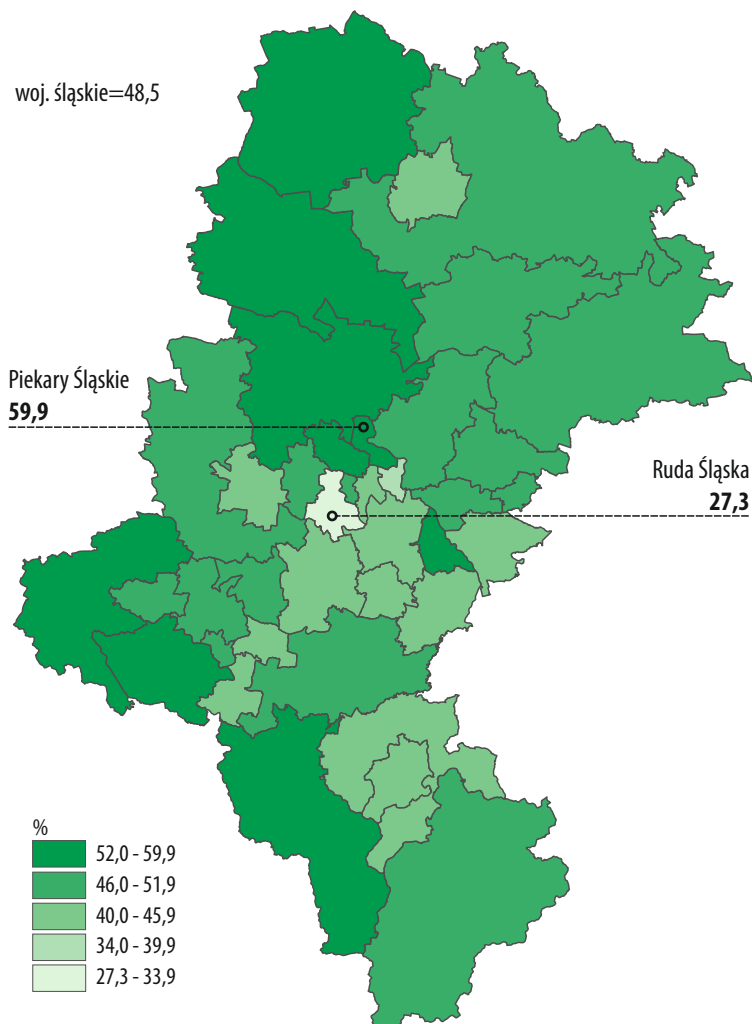 woj. śląskie=48,5
Piekary Śląskie
59,9
Ruda Śląska
27,3
%
52,0 - 59,9
46,0 - 51,9
40,0 - 45,9
34,0 - 39,9
27,3 - 33,9